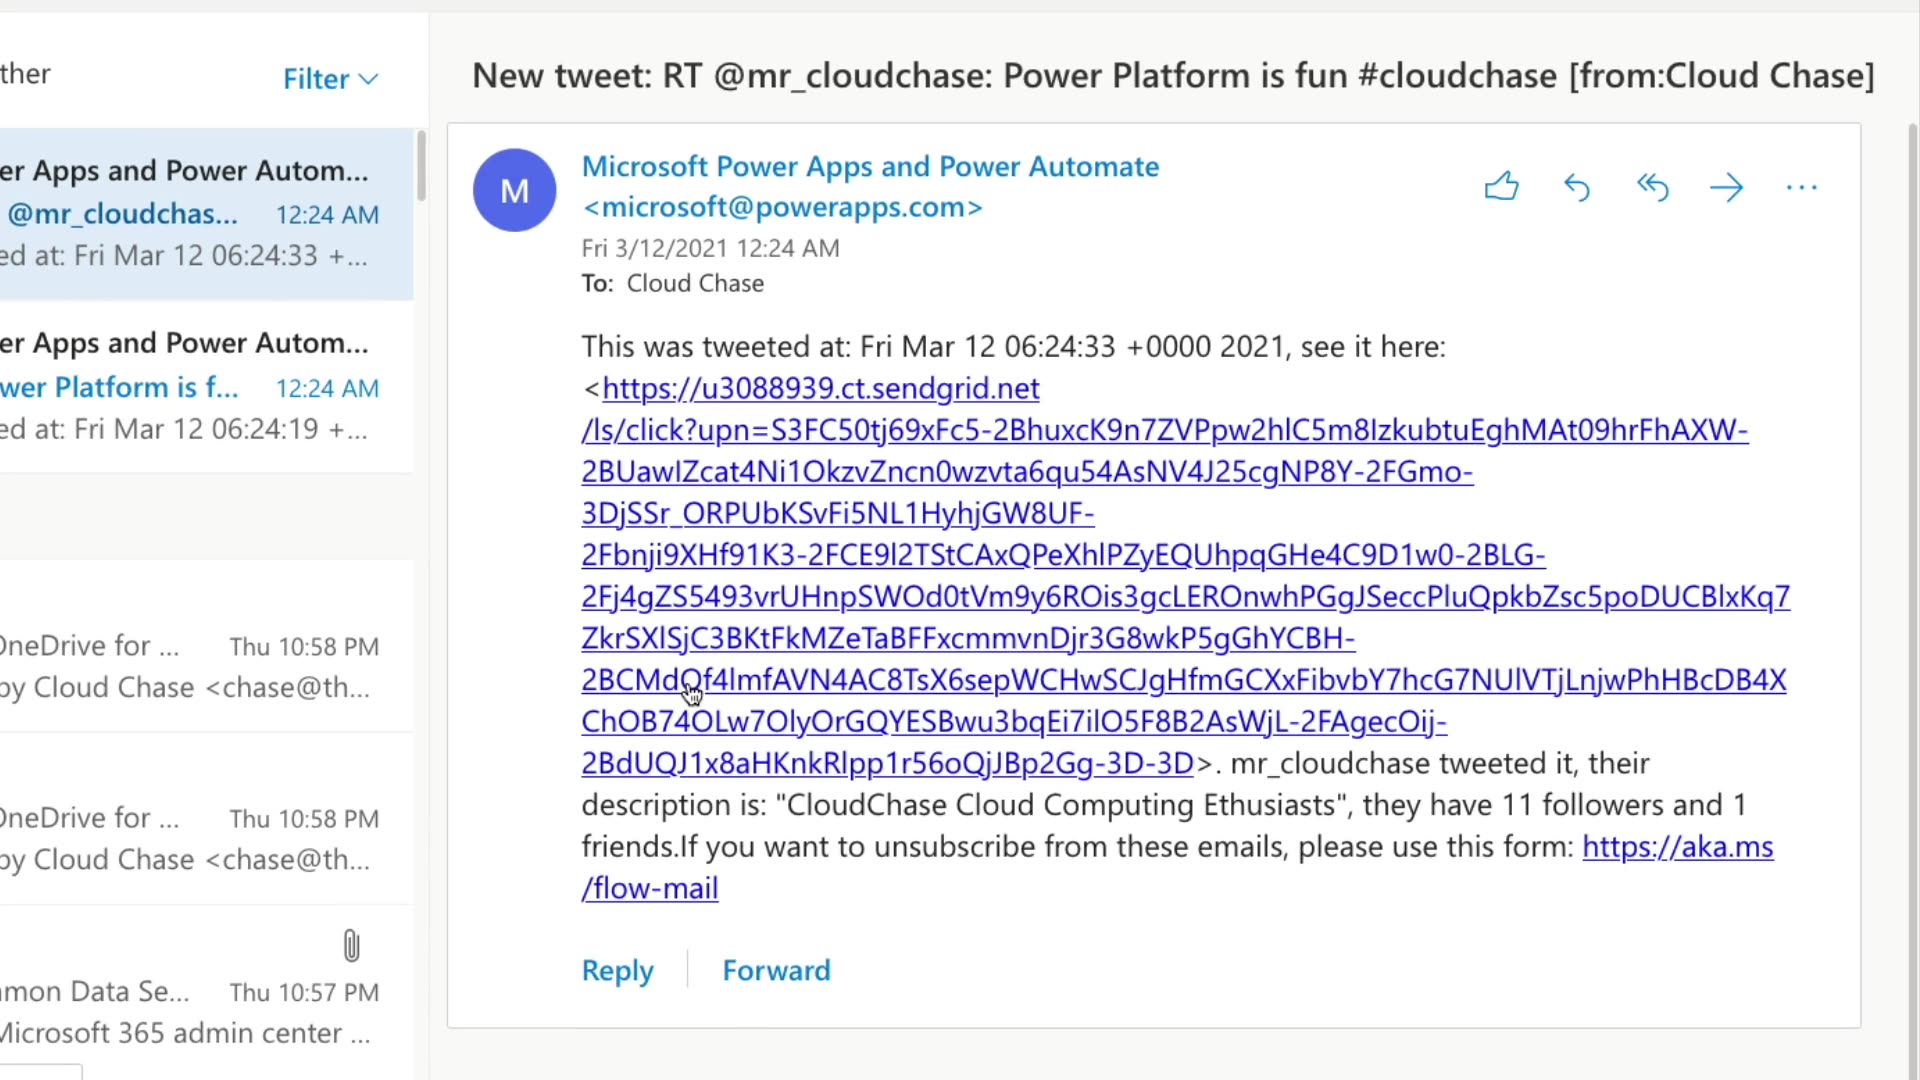 ther
Filter
er Apps and Power Autom...
@mr_cloudchas... 12:24 AM
ed at: Fri Mar 12 06:24:33 +...
er Apps and Power Autom...
wer Platform is f... 12:24 AM
ed at: Fri Mar 12 06:24:19 +...
OneDrive for ... Thu 10:58 PM
by Cloud Chase <chase@th...
OneDrive for ... Thu 10:58 PM
by Cloud Chase <chase@th...
mmon Data Se... Thu 10:57 PM
Microsoft 365 admin center ...
New tweet: RT @mr_cloudchase: Power Platform is fun #cloudchase [from:Cloud Chase]
M
Microsoft Power Apps and Power Automate
<microsoft@powerapps.com>
Fri 3/12/2021 12:24 AM
To: Cloud Chase
This was tweeted at: Fri Mar 12 06:24:33 +0000 2021, see it here:
<https://u3088939.ct.sendgrid.net
/ls/click?upn=S3FC50tj69xFc5-2BhuxcK9n7ZVPpw2hlC5m8IzkubtuEghMAt09hrFhAXW-
2BUawIZcat4Ni1OkzvZncn0wzvta6qu54AsNV4J25cgNP8Y-2FGmo-
3DjSSr_ORPUbKSvFi5NL1HyhjGW8UF-
2Fbnji9XHf91K3-2FCE9l2TStCAxQPeXhlPZyEQUhpqGHe4C9D1w0-2BLG-
2Fj4gZS5493vrUHnpSWOd0tVm9y6ROis3gcLEROnwhPGgJSeccPluQpkbZsc5poDUCBlxKq7
ZkrSXlSjC3BKtFkMZeTaBFFxcmmvnDjr3G8wkP5gGhYCBH-
2BCMdOf4lmfAVN4AC8TsX6sepWCHwSCJgHfmGCXxFibvbY7hcG7NUlVTjLnjwPhHBcDB4X
ChOB74OLw7OlyOrGQYESBwu3bqEi7ilO5F8B2AsWjL-2FAgecOij-
2BdUQJ1x8aHKnkRlpp1r56oQjJBp2Gg-3D-3D>. mr_cloudchase tweeted it, their
description is: "CloudChase Cloud Computing Ethusiasts", they have 11 followers and 1
friends.If you want to unsubscribe from these emails, please use this form: https://aka.ms
/flow-mail
Reply
Forward